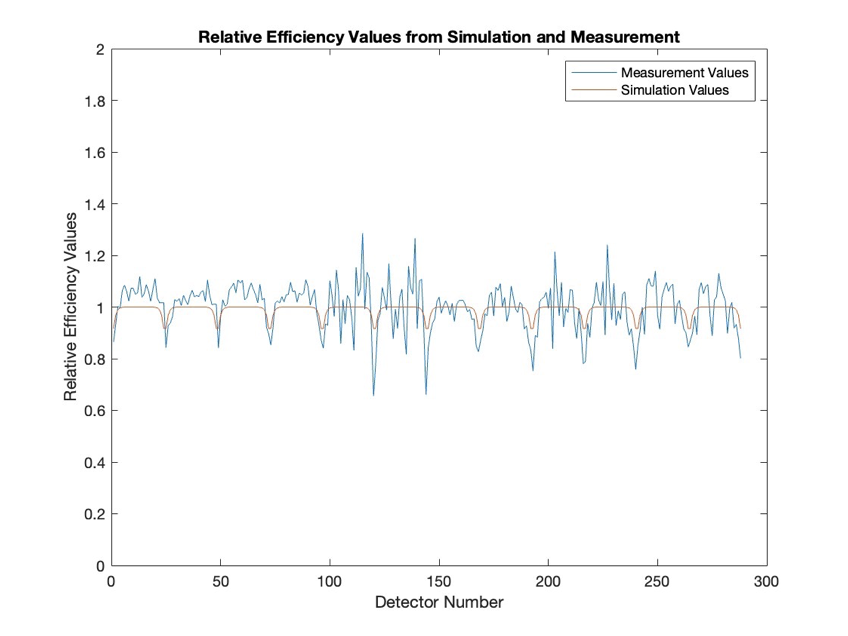 Relative Efficiency Values from Simulation and Measurement
Measurement Values
Simulation Values
Relative Efficiency Values
2
1.8
1.6
1.4
1.2
1
0.8
0.6
0.4
0.2
0
0 50 100 150 200 250 300
Detector Number